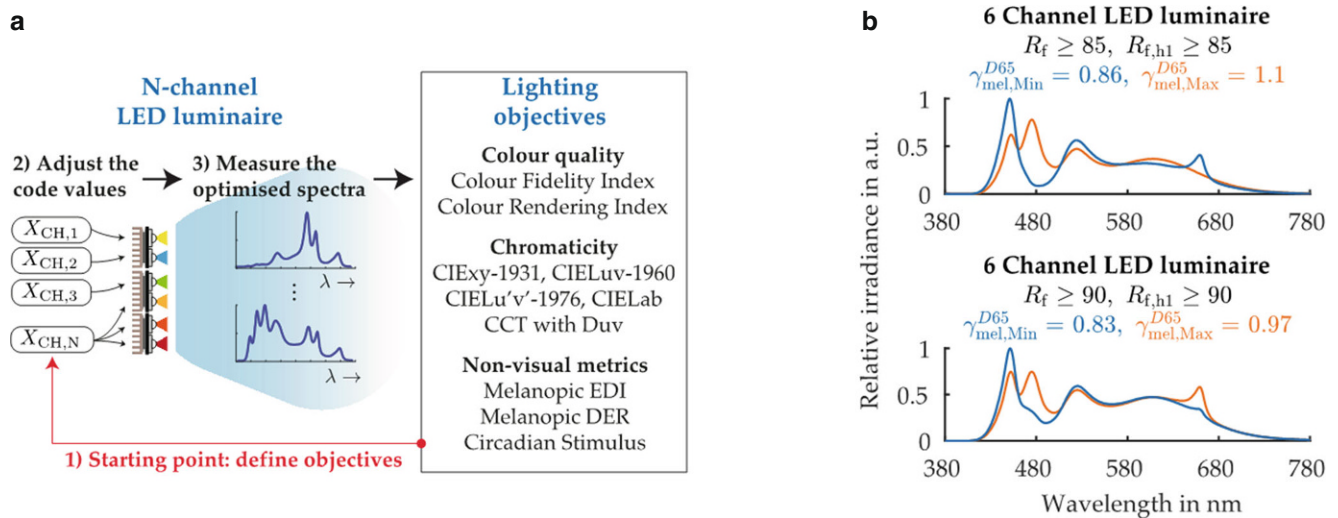 a
N-channel
LED luminaire
2) Adjust the
code values
3) Measure the
optimised spectra
X_CH,1
X_CH,2
X_CH,3
X_CH,N
λ →
⋮
λ →
1) Starting point: define objectives
Lighting
objectives
Colour quality
Colour Fidelity Index
Colour Rendering Index
Chromaticity
CIExy-1931, CIELuv-1960
CIELu'v'-1976, CIELab
CCT with Duv
Non-visual metrics
Melanopic EDI
Melanopic DER
Circadian Stimulus
b
6 Channel LED luminaire
R_f ≥ 85, R_f,h1 ≥ 85
γ^D65_mel,Min = 0.86, γ^D65_mel,Max = 1.1
1
0.5
0
380 480 580 680 780
6 Channel LED luminaire
R_f ≥ 90, R_f,h1 ≥ 90
γ^D65_mel,Min = 0.83, γ^D65_mel,Max = 0.97
1
0.5
0
380 480 580 680 780
Relative irradiance in a.u.
Wavelength in nm